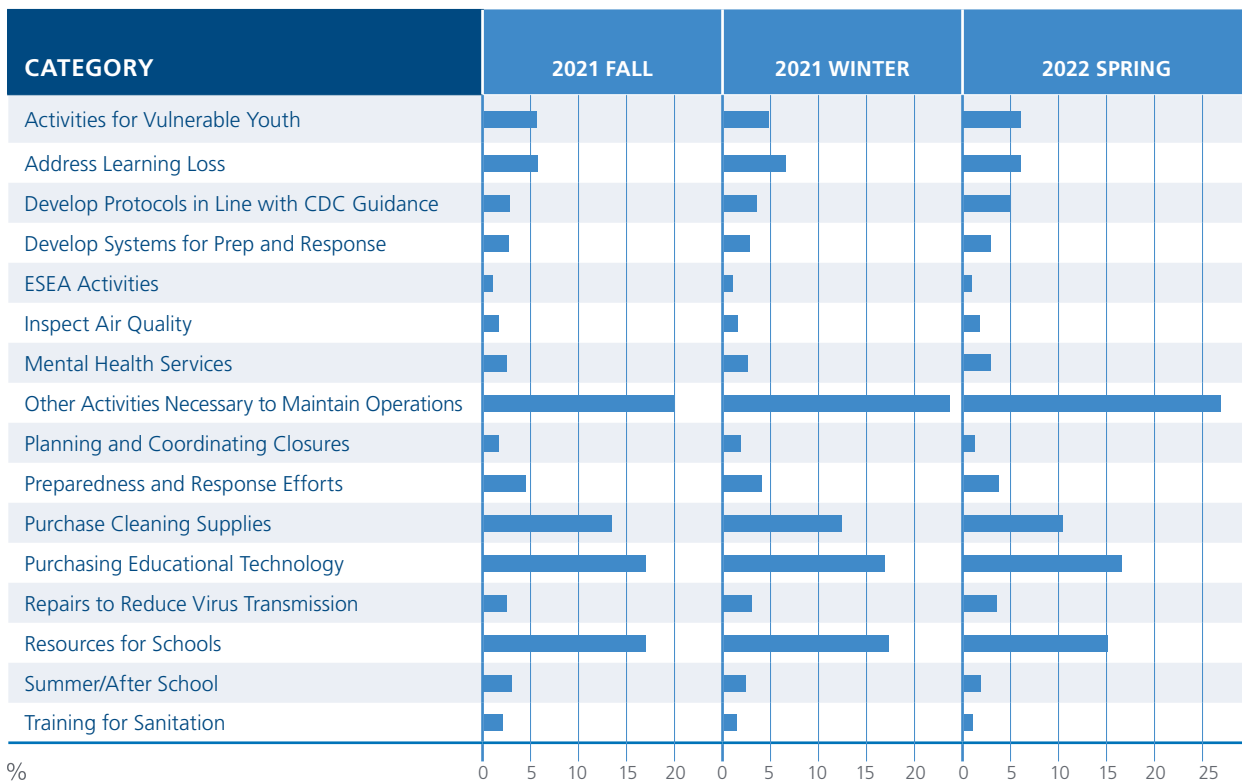 CATEGORY 2021 FALL 2021 WINTER 2022 SPRING
Activities for Vulnerable Youth
Address Learning Loss
Develop Protocols in Line with CDC Guidance
Develop Systems for Prep and Response
ESEA Activities
Inspect Air Quality
Mental Health Services
Other Activities Necessary to Maintain Operations
Planning and Coordinating Closures
Preparedness and Response Efforts
Purchase Cleaning Supplies
Purchasing Educational Technology
Repairs to Reduce Virus Transmission
Resources for Schools
Summer/After School
Training for Sanitation
% 0 5 10 15 20 0 5 10 15 20 0 5 10 15 20 25